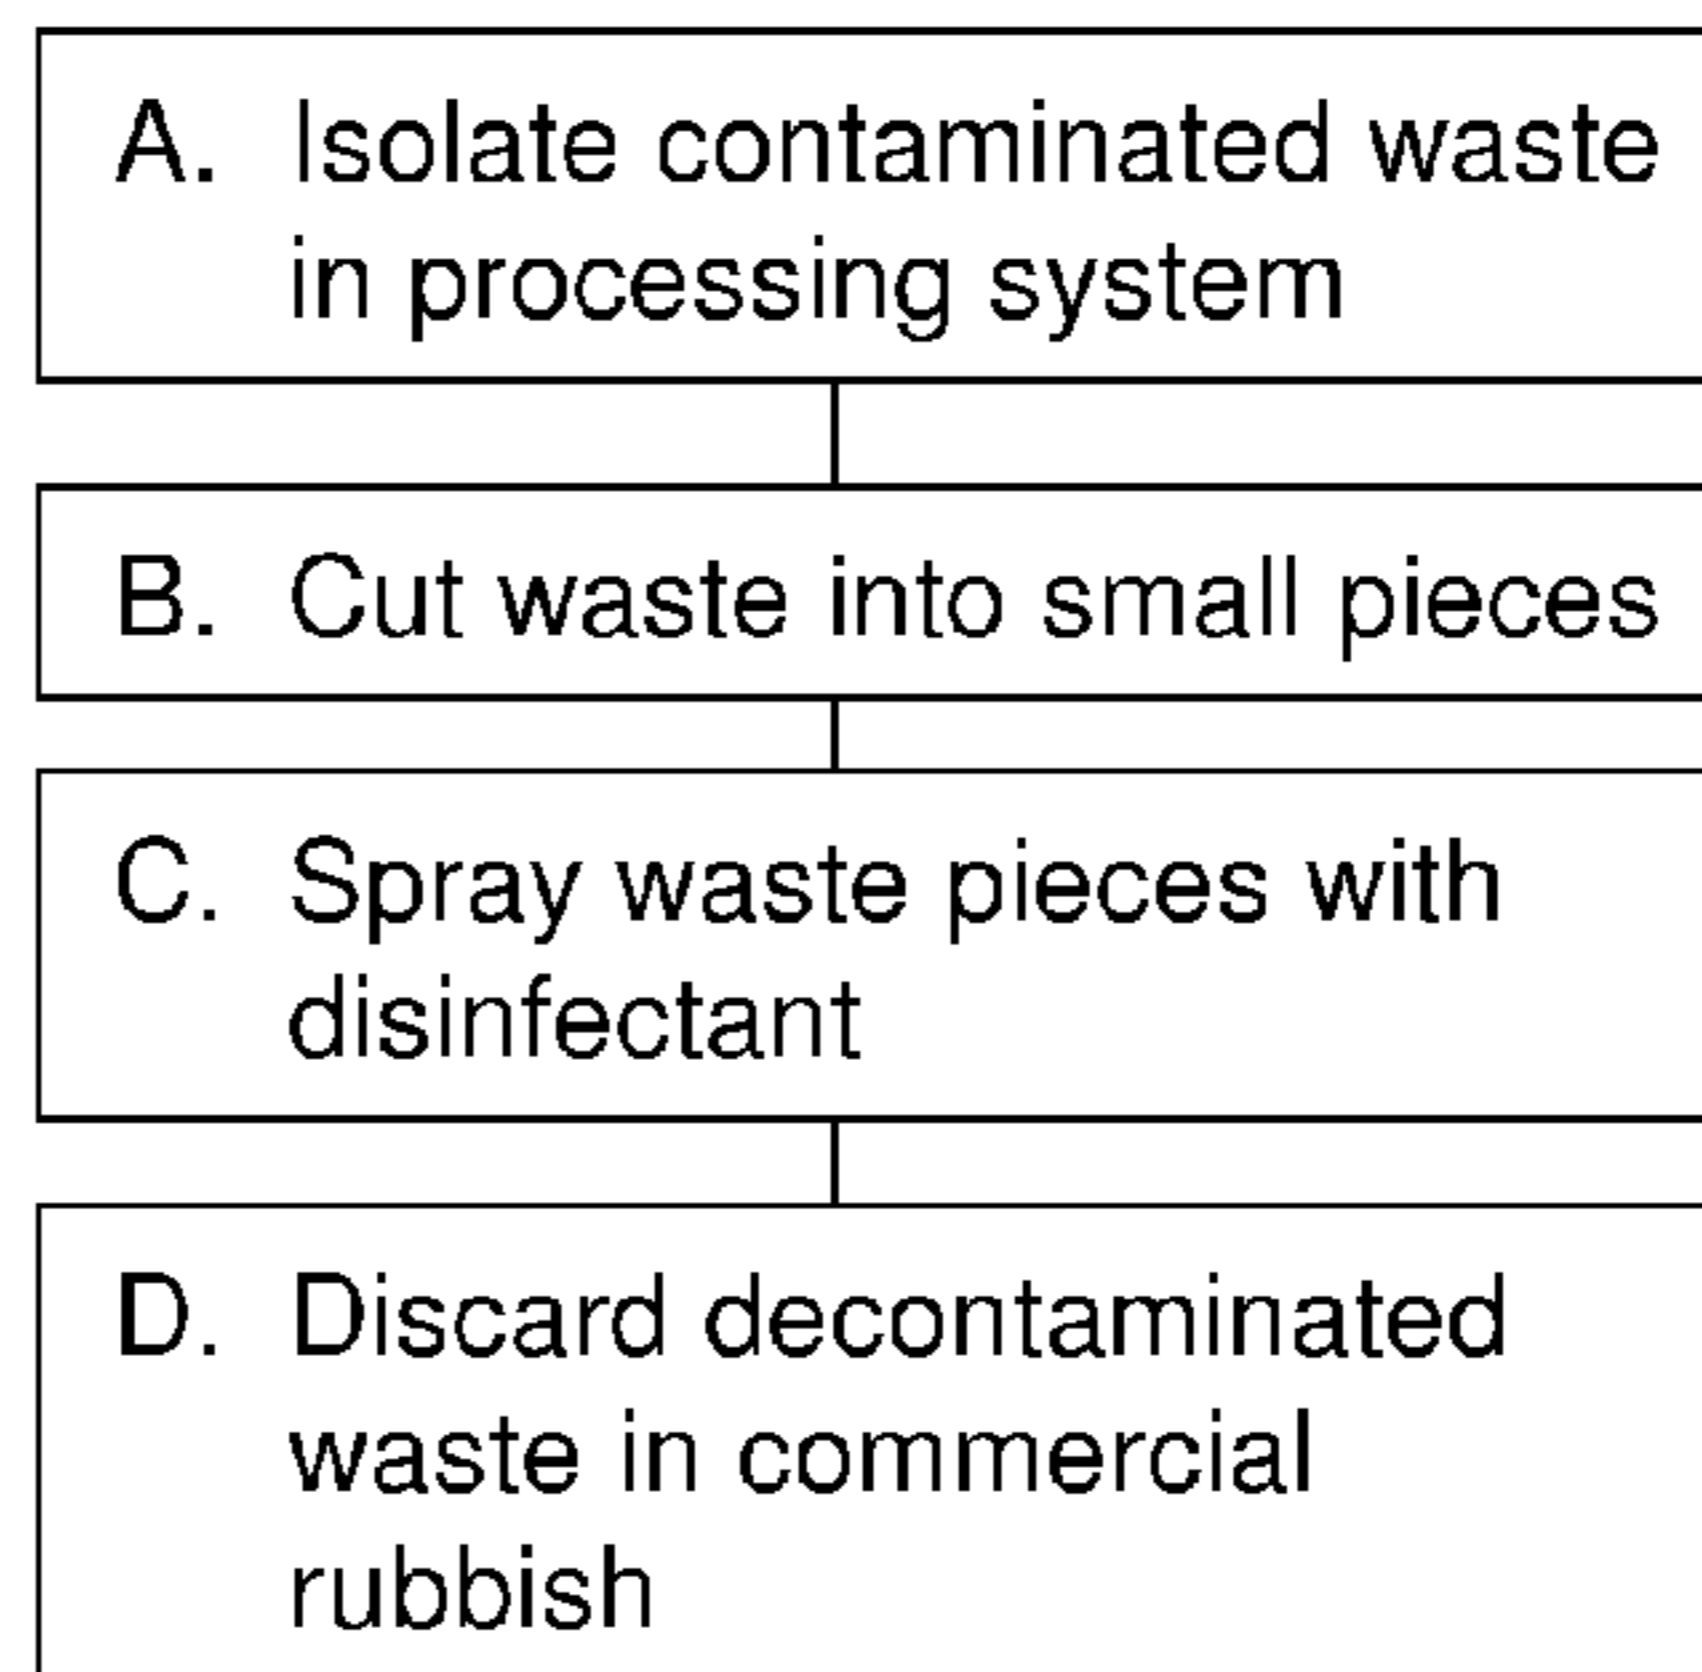 A. Isolate contaminated waste
in processing system
B. Cut waste into small pieces
C. Spray waste pieces with
disinfectant
D. Discard decontaminated
waste in commercial
rubbish